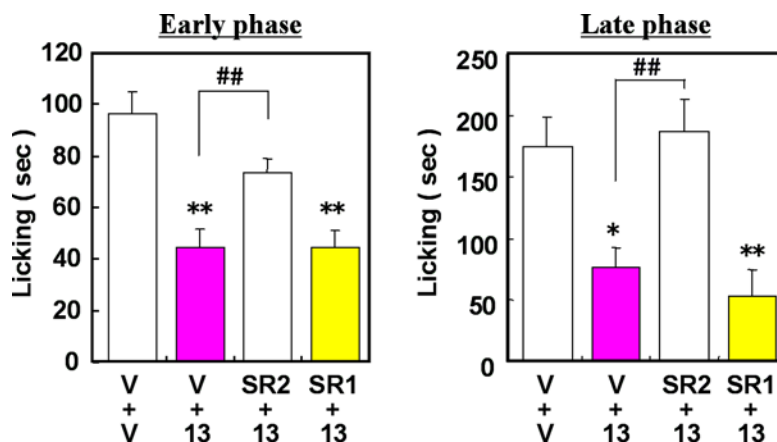 Early phase
120
100
80
60
40
20
0
Licking ( sec )
##
**
**
V V SR2 SR1
+ + + +
V 13 13 13
Late phase
250
200
150
100
50
0
Licking ( sec )
##
*
**
V V SR2 SR1
+ + + +
V 13 13 13